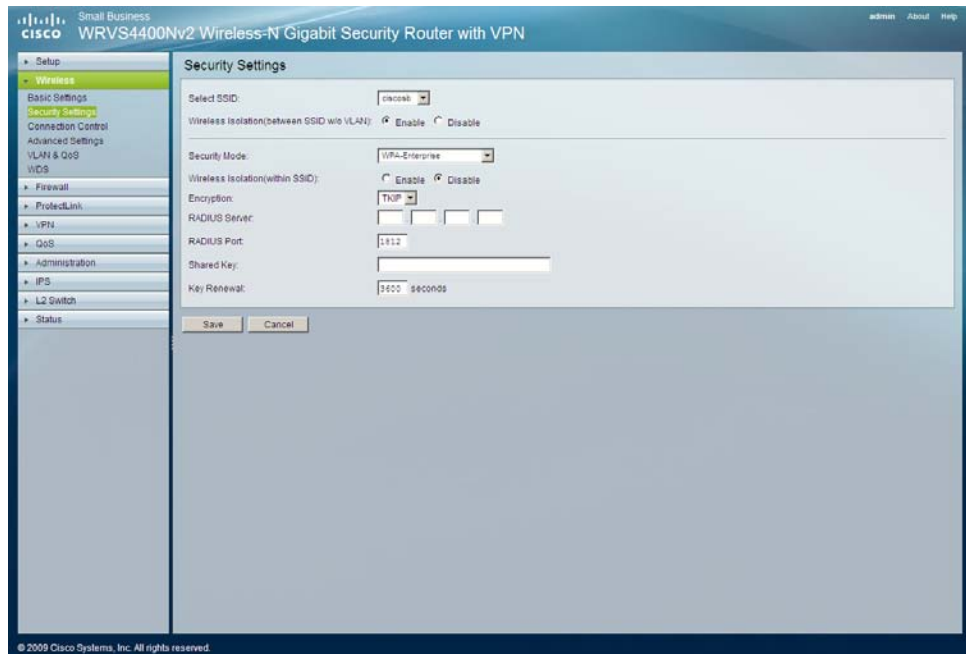 Small Business
cisco WRVS4400Nv2 Wireless-N Gigabit Security Router with VPN
admin About Help
Setup
Wireless
Basic Settings
Security Settings
Connection Control
Advanced Settings
VLAN & QoS
WDS
Firewall
ProtectLink
VPN
QoS
Administration
IPS
L2 Switch
Status
Security Settings
Select SSID: ciscosb
Wireless Isolation(between SSID w/o VLAN): Enable Disable
Security Mode: WPA-Enterprise
Wireless Isolation(within SSID): Enable Disable
Encryption: TKIP
RADIUS Server:
RADIUS Port: 1812
Shared Key:
Key Renewal: 3600 seconds
Save Cancel
© 2009 Cisco Systems, Inc. All rights reserved.